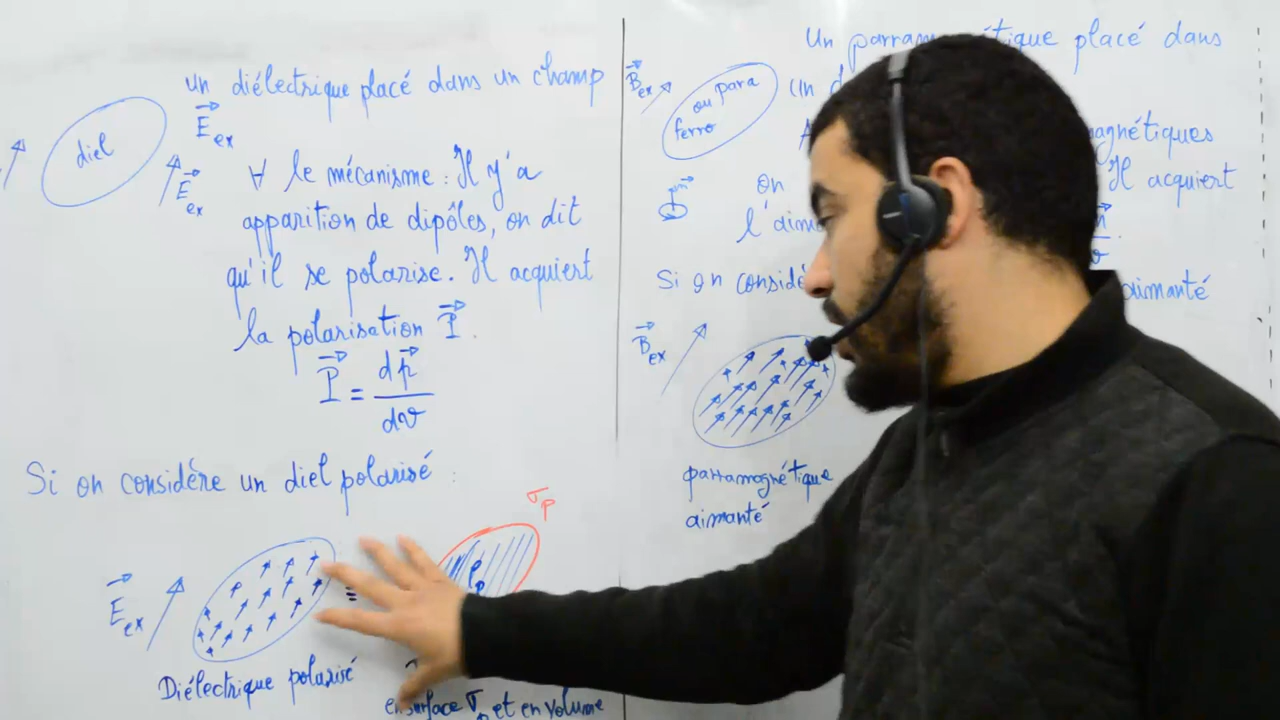 un diélectrique placé dans un champ
diel
E⃗ex
E⃗ex
∀ le mécanisme : Il y'a
apparition de dipôles, on dit
qu'il se polarise. Il acquiert
la polarisation P⃗.
P⃗ = dp⃗/dv
Si on considère un diel polarisé :
E⃗ex
=
σp
ρp
Diélectrique polarisé
en surface σp et en volume
placé dans
B⃗ex
ou para
ferro
agnétiques
m⃗
on
Il acquiert
l'aim
Si on considè
aimanté
B⃗ex
parramagnétique
aimanté